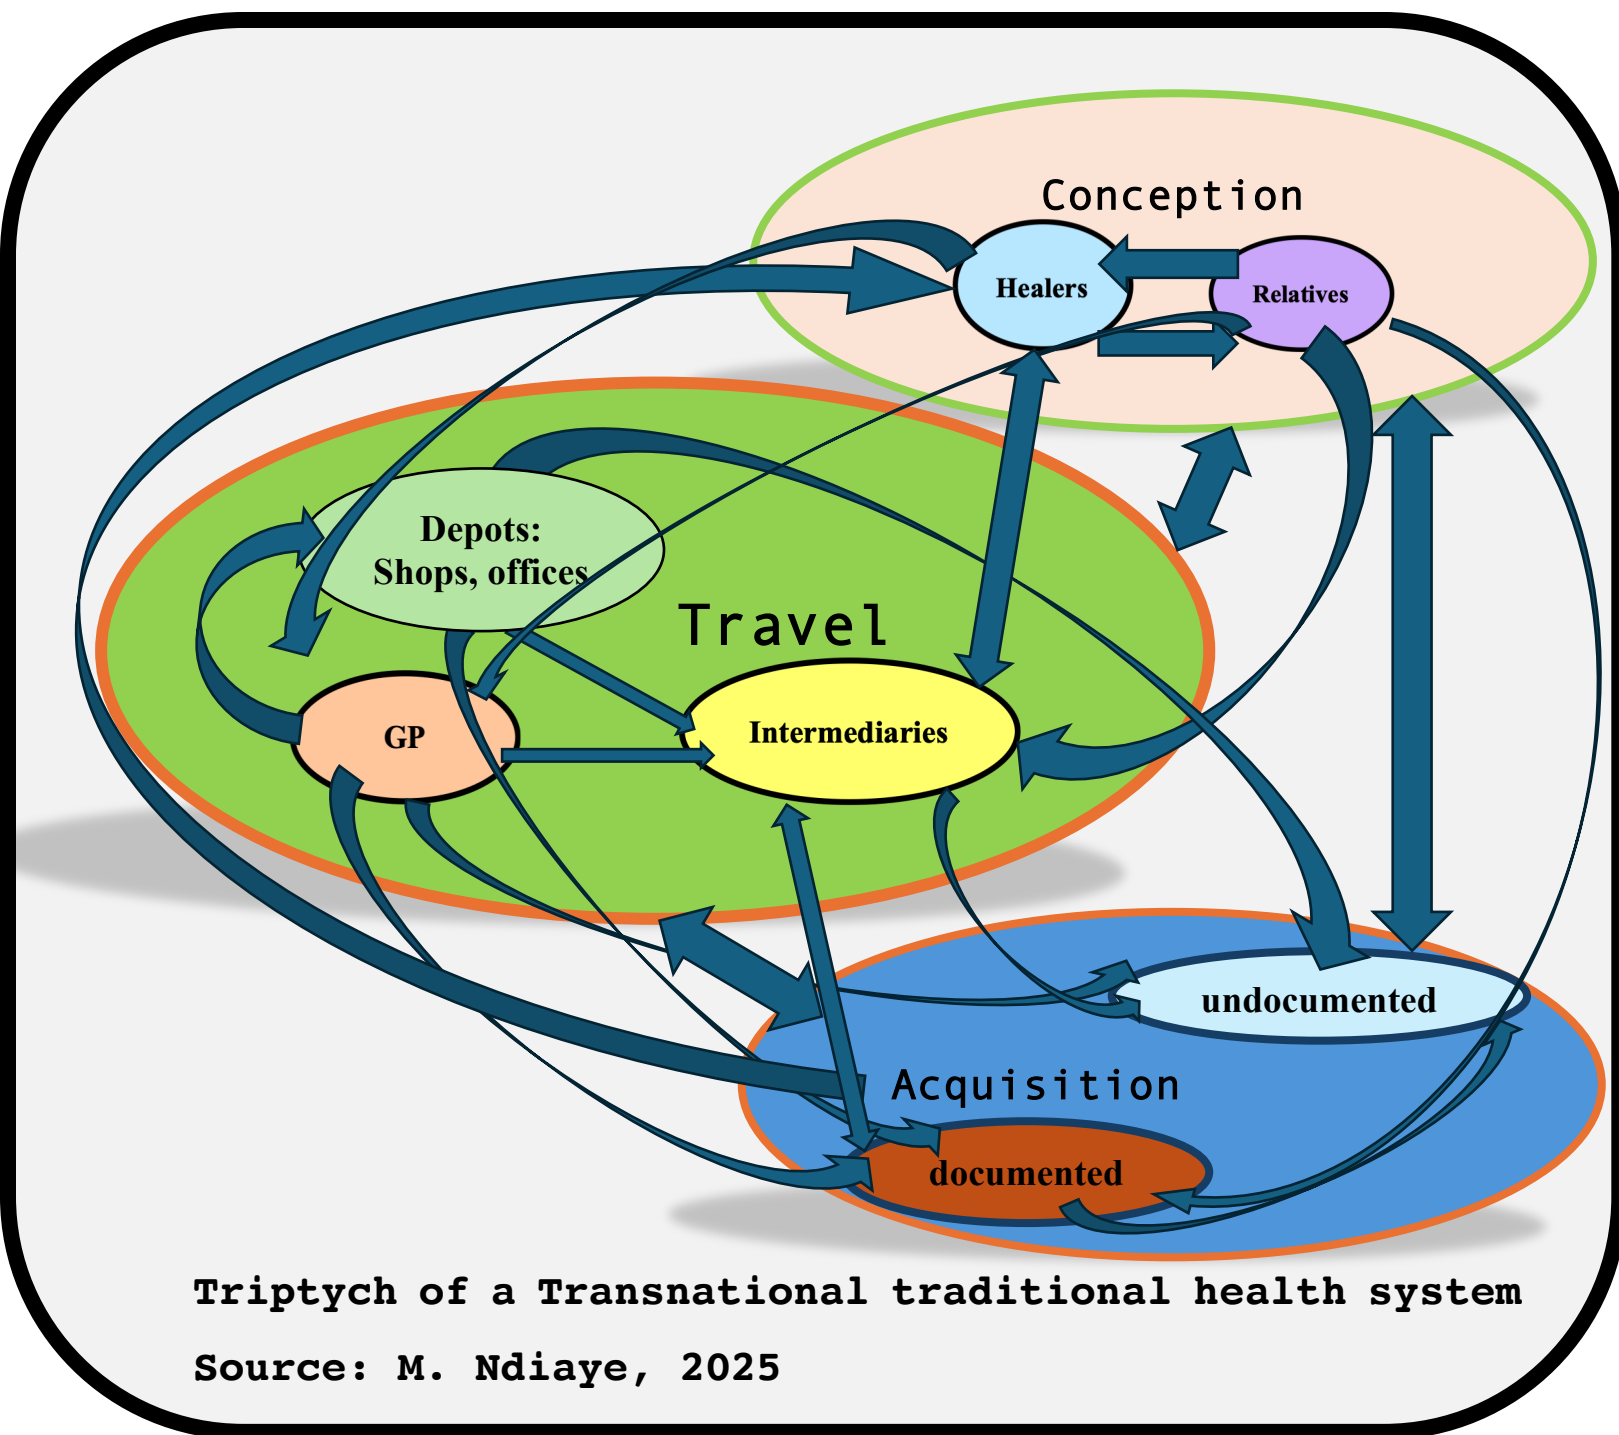 Conception
Healers
Relatives
Depots:
Shops, offices
Travel
GP
Intermediaries
undocumented
Acquisition
documented
Triptych of a Transnational traditional health system
Source: M. Ndiaye, 2025